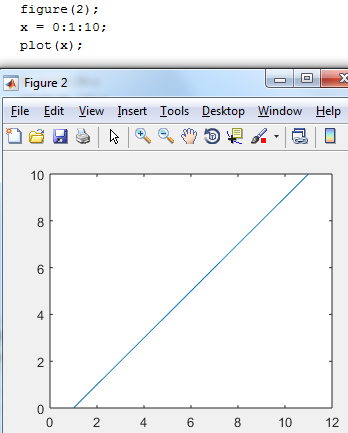 figure(2);
x = 0:1:10;
plot(x);
Figure 2
File Edit View Insert Tools Desktop Window Help
10
8
6
4
2
0
0 2 4 6 8 10 12